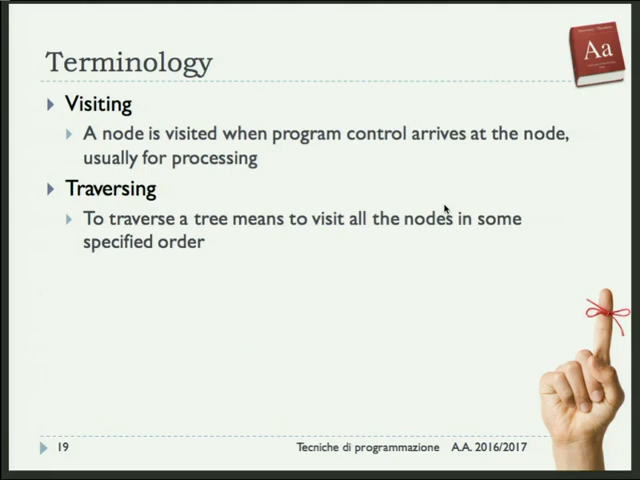 Terminology
Aa
Visiting
A node is visited when program control arrives at the node,
usually for processing
Traversing
To traverse a tree means to visit all the nodes in some
specified order
19
Tecniche di programmazione A.A. 2016/2017